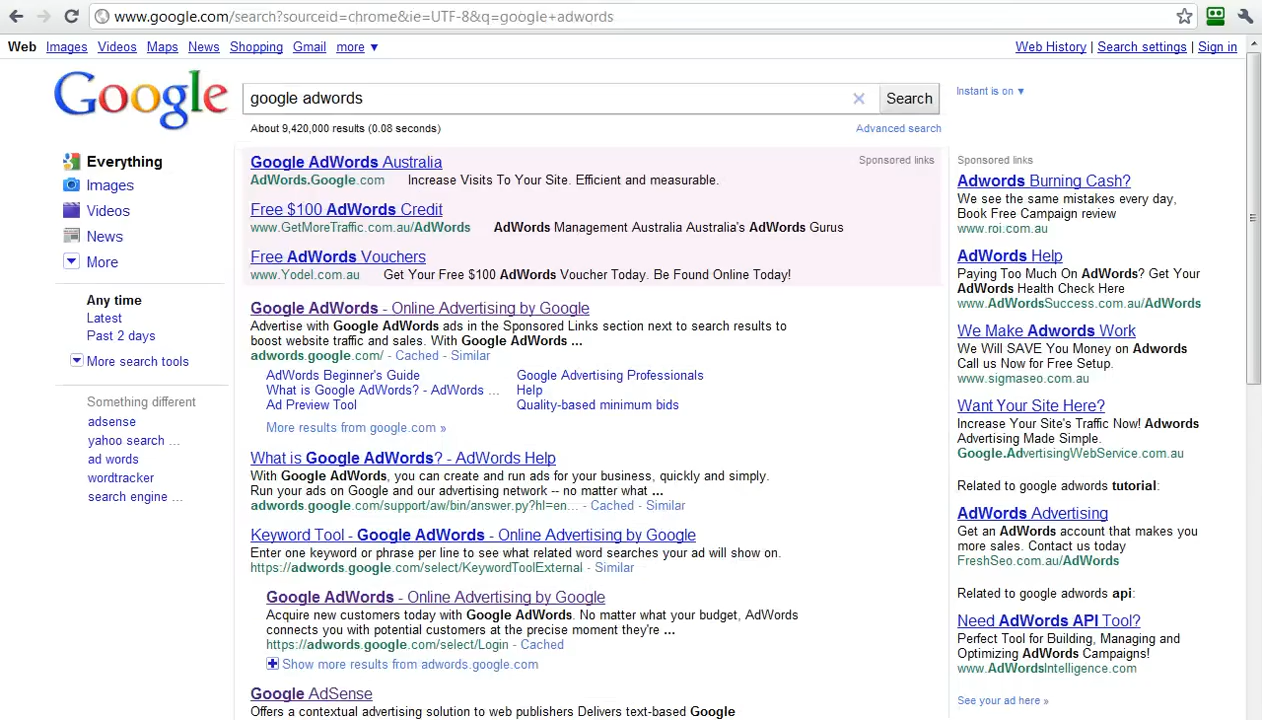 www.google.com/search?sourceid=chrome&ie=UTF-8&q=google+adwords
Web Images Videos Maps News Shopping Gmail more ▼
Web History | Search settings | Sign in
Google
google adwords
Search
Instant is on ▼
About 9,420,000 results (0.08 seconds)
Advanced search
Everything
Images
Videos
News
More
Any time
Latest
Past 2 days
More search tools
Something different
adsense
yahoo search ...
ad words
wordtracker
search engine ...
Google AdWords Australia
Sponsored links
AdWords.Google.com Increase Visits To Your Site. Efficient and measurable.
Free $100 AdWords Credit
www.GetMoreTraffic.com.au/AdWords AdWords Management Australia Australia's AdWords Gurus
Free AdWords Vouchers
www.Yodel.com.au Get Your Free $100 AdWords Voucher Today. Be Found Online Today!
Google AdWords - Online Advertising by Google
Advertise with Google AdWords ads in the Sponsored Links section next to search results to
boost website traffic and sales. With Google AdWords ...
adwords.google.com/ - Cached - Similar
AdWords Beginner's Guide
Google Advertising Professionals
What is Google AdWords? - AdWords ...
Help
Ad Preview Tool
Quality-based minimum bids
More results from google.com »
What is Google AdWords? - AdWords Help
With Google AdWords, you can create and run ads for your business, quickly and simply.
Run your ads on Google and our advertising network -- no matter what ...
adwords.google.com/support/aw/bin/answer.py?hl=en... - Cached - Similar
Keyword Tool - Google AdWords - Online Advertising by Google
Enter one keyword or phrase per line to see what related word searches your ad will show on.
https://adwords.google.com/select/KeywordToolExternal - Similar
Google AdWords - Online Advertising by Google
Acquire new customers today with Google AdWords. No matter what your budget, AdWords
connects you with potential customers at the precise moment they're ...
https://adwords.google.com/select/Login - Cached
Show more results from adwords.google.com
Google AdSense
Offers a contextual advertising solution to web publishers Delivers text-based Google
Sponsored links
Adwords Burning Cash?
We see the same mistakes every day,
Book Free Campaign review
www.roi.com.au
AdWords Help
Paying Too Much On AdWords? Get Your
AdWords Health Check Here
www.AdWordsSuccess.com.au/AdWords
We Make Adwords Work
We Will SAVE You Money on Adwords
Call us Now for Free Setup.
www.sigmaseo.com.au
Want Your Site Here?
Increase Your Site's Traffic Now! Adwords
Advertising Made Simple.
Google.AdvertisingWebService.com.au
Related to google adwords tutorial:
AdWords Advertising
Get an AdWords account that makes you
more sales. Contact us today
FreshSeo.com.au/AdWords
Related to google adwords api:
Need AdWords API Tool?
Perfect Tool for Building, Managing and
Optimizing AdWords Campaigns!
www.AdWordsIntelligence.com
See your ad here »